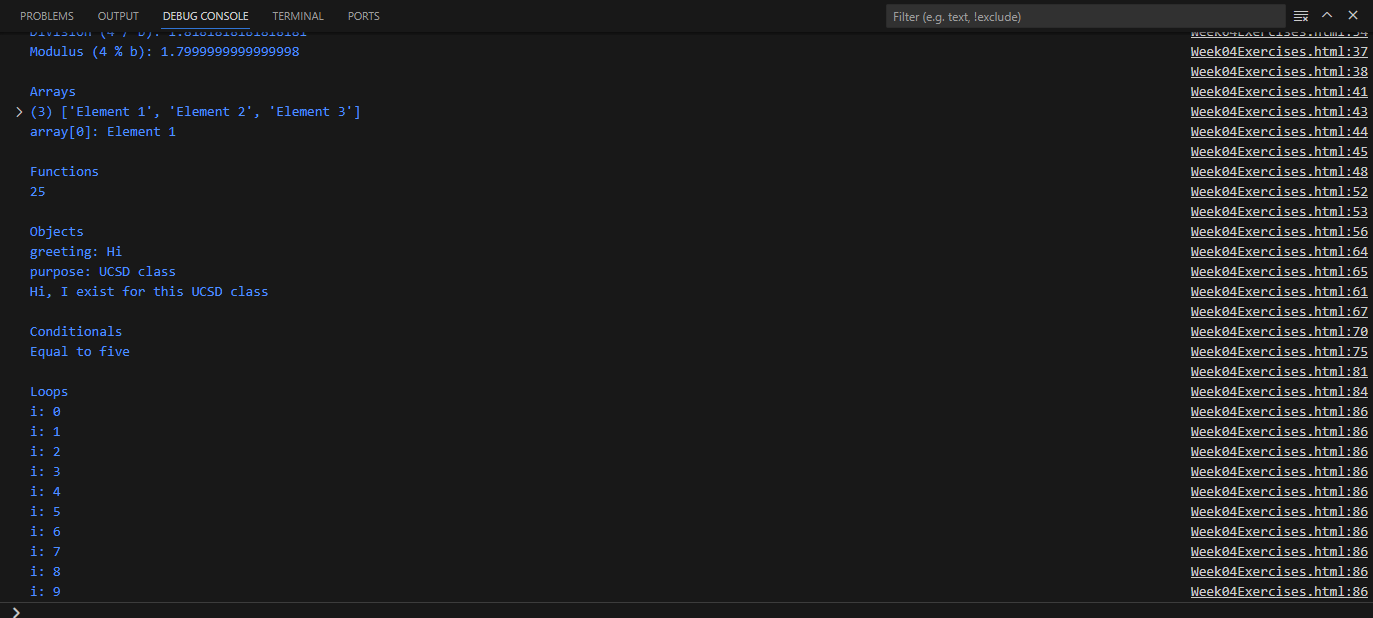 PROBLEMS OUTPUT DEBUG CONSOLE TERMINAL PORTS Filter (e.g. text, !exclude)
Division (4 / b): 1.8181818181818181 Week04Exercises.html:34
Modulus (4 % b): 1.7999999999999998 Week04Exercises.html:37
Week04Exercises.html:38
Arrays Week04Exercises.html:41
(3) ['Element 1', 'Element 2', 'Element 3'] Week04Exercises.html:43
array[0]: Element 1 Week04Exercises.html:44
Week04Exercises.html:45
Functions Week04Exercises.html:48
25 Week04Exercises.html:52
Week04Exercises.html:53
Objects Week04Exercises.html:56
greeting: Hi Week04Exercises.html:64
purpose: UCSD class Week04Exercises.html:65
Hi, I exist for this UCSD class Week04Exercises.html:61
Week04Exercises.html:67
Conditionals Week04Exercises.html:70
Equal to five Week04Exercises.html:75
Week04Exercises.html:81
Loops Week04Exercises.html:84
i: 0 Week04Exercises.html:86
i: 1 Week04Exercises.html:86
i: 2 Week04Exercises.html:86
i: 3 Week04Exercises.html:86
i: 4 Week04Exercises.html:86
i: 5 Week04Exercises.html:86
i: 6 Week04Exercises.html:86
i: 7 Week04Exercises.html:86
i: 8 Week04Exercises.html:86
i: 9 Week04Exercises.html:86